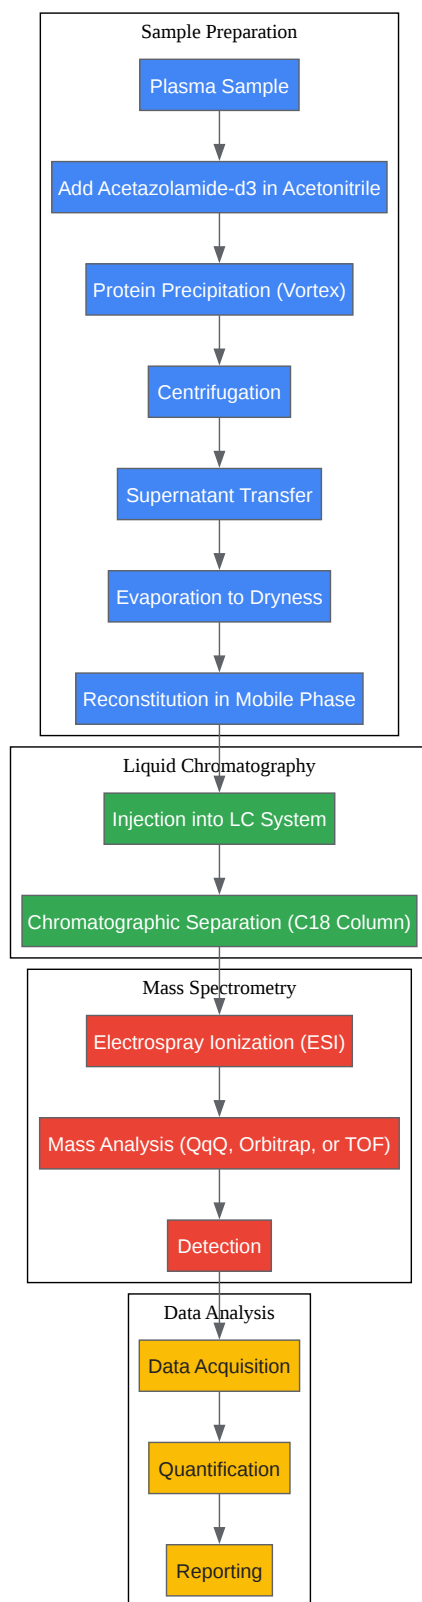 Sample Preparation
Plasma Sample
Add Acetazolamide-d3 in Acetonitrile
Protein Precipitation (Vortex)
Centrifugation
Supernatant Transfer
Evaporation to Dryness
Reconstitution in Mobile Phase
Liquid Chromatography
Injection into LC System
Chromatographic Separation (C18 Column)
Mass Spectrometry
Electrospray Ionization (ESI)
Mass Analysis (QqQ, Orbitrap, or TOF)
Detection
Data Analysis
Data Acquisition
Quantification
Reporting